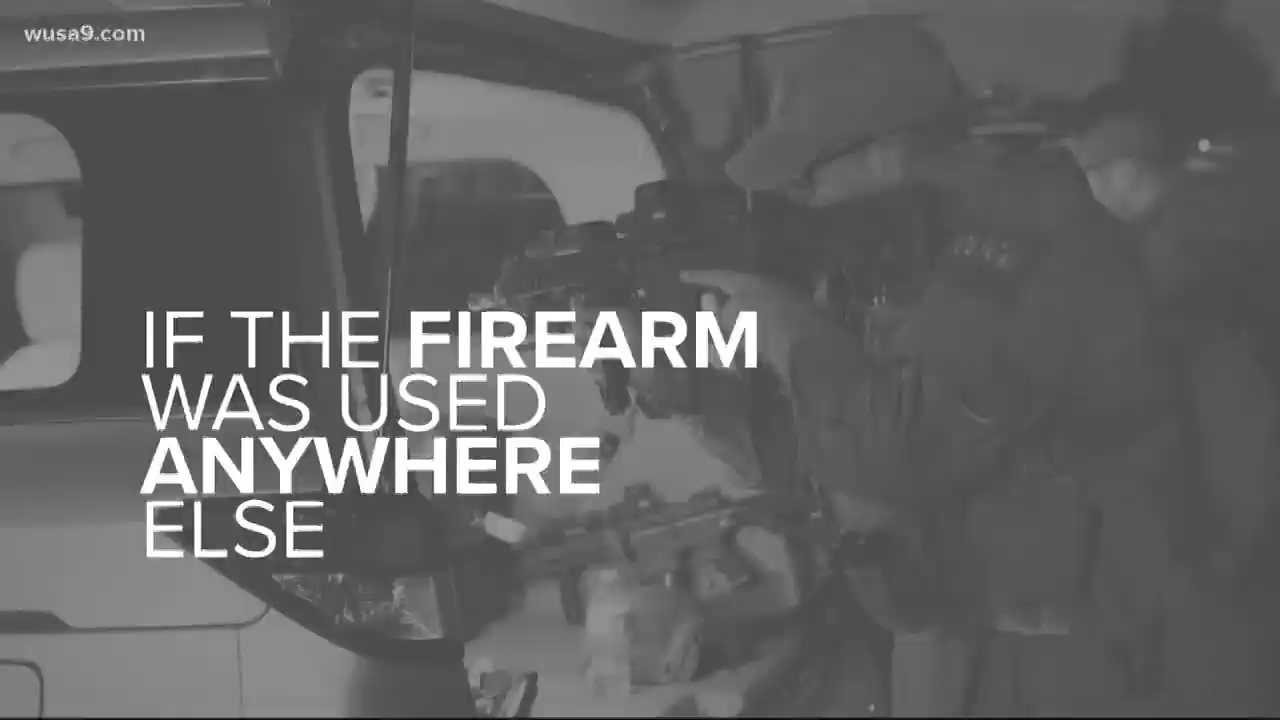 wusa9.com
IF THE FIREARM
WAS USED
ANYWHERE
ELSE